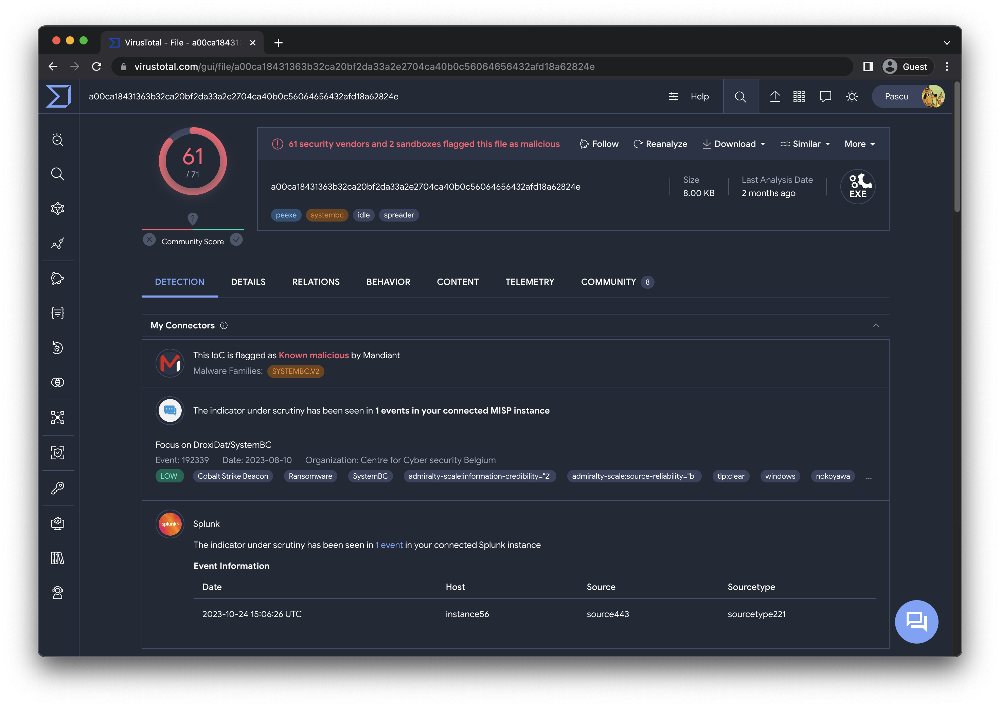 VirusTotal - File - a00ca18431
virustotal.com/gui/file/a00ca18431363b32ca20bf2da33a2e2704ca40b0c56064656432afd18a62824e
Guest
a00ca18431363b32ca20bf2da33a2e2704ca40b0c56064656432afd18a62824e
Help
Pascu
61
/ 71
? 
Community Score
61 security vendors and 2 sandboxes flagged this file as malicious
Follow
Reanalyze
Download
Similar
More
a00ca18431363b32ca20bf2da33a2e2704ca40b0c56064656432afd18a62824e
Size
8.00 KB
Last Analysis Date
2 months ago
EXE
peexe
systembc
idle
spreader
DETECTION
DETAILS
RELATIONS
BEHAVIOR
CONTENT
TELEMETRY
COMMUNITY 8
My Connectors
This IoC is flagged as Known malicious by Mandiant
Malware Families: SYSTEMBC.V2
The indicator under scrutiny has been seen in 1 events in your connected MISP instance
Focus on DroxiDat/SystemBC
Event: 192339 Date: 2023-08-10 Organization: Centre for Cyber security Belgium
LOW Cobalt Strike Beacon Ransomware SystemBC admiralty-scale:information-credibility="2" admiralty-scale:source-reliability="b" tlp:clear windows nokoyawa ...
splunk>
Splunk
The indicator under scrutiny has been seen in 1 event in your connected Splunk instance
Event Information
Date Host Source Sourcetype
2023-10-24 15:06:26 UTC instance56 source443 sourcetype221